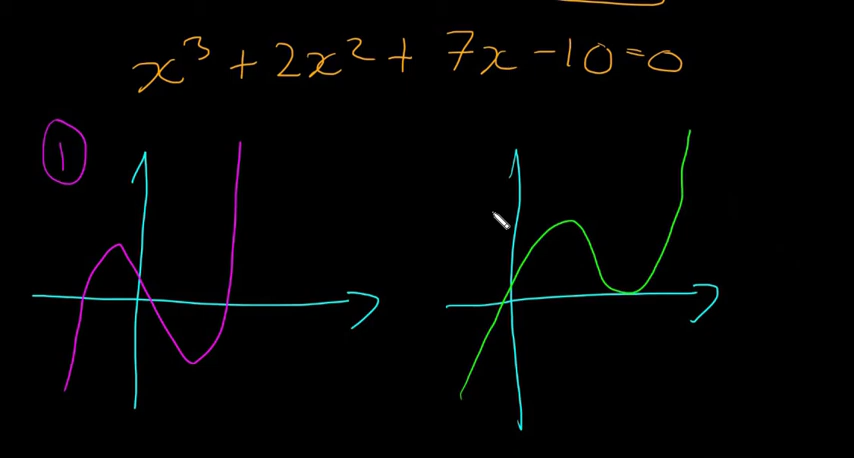 x³ + 2x² + 7x - 10 = 0
1